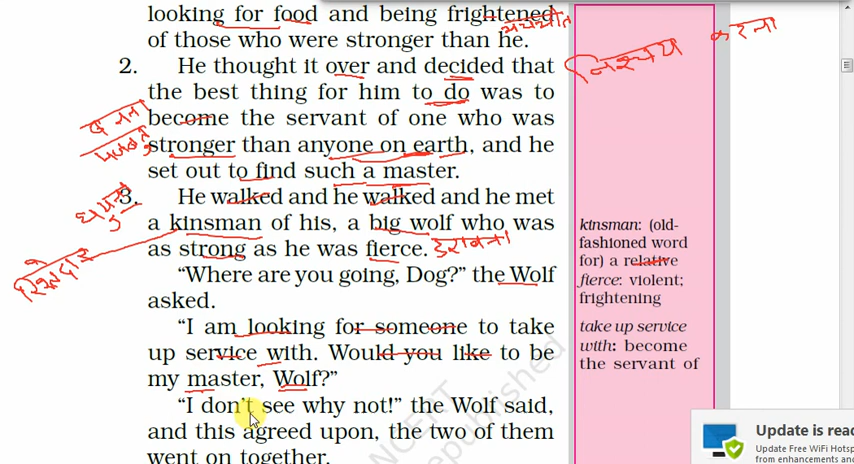 looking for food and being frightened
of those who were stronger than he.
भयभीत
करना
निश्चय
2. He thought it over and decided that
the best thing for him to do was to
बनना
become the servant of one who was
मजबूत
stronger than anyone on earth, and he
set out to find such a master.
3. He walked and he walked and he met
a kinsman of his, a big wolf who was
as strong as he was fierce.
डरावना
रिश्तेदार
"Where are you going, Dog?" the Wolf
asked.
"I am looking for someone to take
up service with. Would you like to be
my master, Wolf?"
"I don't see why not!" the Wolf said,
and this agreed upon, the two of them
went on together.
kinsman: (old-
fashioned word
for) a relative
fierce: violent;
frightening
take up service
with: become
the servant of
NCERT
republished
Update is read
Update Free WiFi Hotsp
from enhancements and